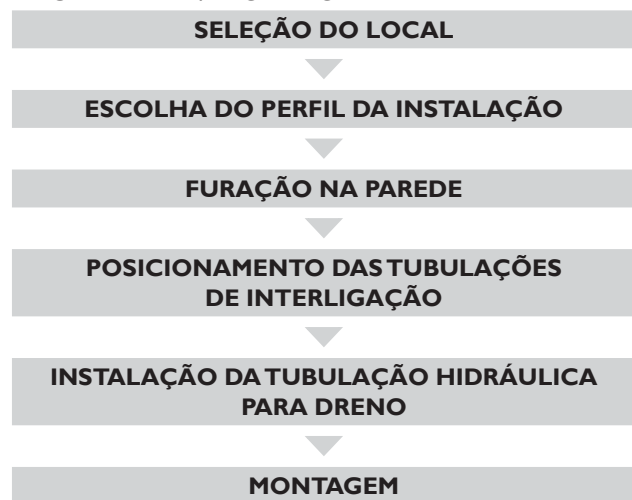 SELEÇÃO DO LOCAL
ESCOLHA DO PERFIL DA INSTALAÇÃO
FURAÇÃO NA PAREDE
POSICIONAMENTO DAS TUBULAÇÕES
DE INTERLIGAÇÃO
INSTALAÇÃO DA TUBULAÇÃO HIDRÁULICA
PARA DRENO
MONTAGEM